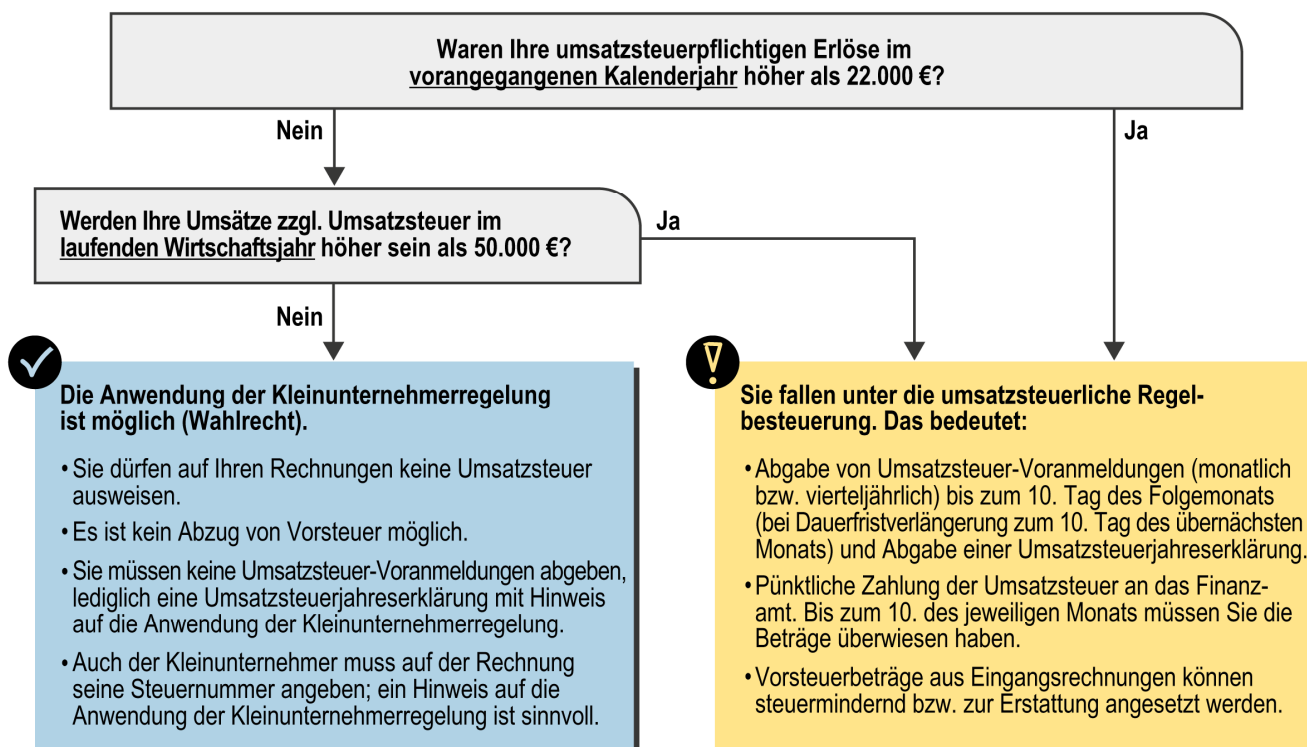 Waren Ihre umsatzsteuerpflichtigen Erlöse im
vorangegangenen Kalenderjahr höher als 22.000 €?
Nein
Ja
Werden Ihre Umsätze zzgl. Umsatzsteuer im
laufenden Wirtschaftsjahr höher sein als 50.000 €?
Ja
Nein
Die Anwendung der Kleinunternehmerregelung
ist möglich (Wahlrecht).
• Sie dürfen auf Ihren Rechnungen keine Umsatzsteuer
ausweisen.
• Es ist kein Abzug von Vorsteuer möglich.
• Sie müssen keine Umsatzsteuer-Voranmeldungen abgeben,
lediglich eine Umsatzsteuerjahreserklärung mit Hinweis
auf die Anwendung der Kleinunternehmerregelung.
• Auch der Kleinunternehmer muss auf der Rechnung
seine Steuernummer angeben; ein Hinweis auf die
Anwendung der Kleinunternehmerregelung ist sinnvoll.
Sie fallen unter die umsatzsteuerliche Regel-
besteuerung. Das bedeutet:
• Abgabe von Umsatzsteuer-Voranmeldungen (monatlich
bzw. vierteljährlich) bis zum 10. Tag des Folgemonats
(bei Dauerfristverlängerung zum 10. Tag des übernächsten
Monats) und Abgabe einer Umsatzsteuerjahreserklärung.
• Pünktliche Zahlung der Umsatzsteuer an das Finanz-
amt. Bis zum 10. des jeweiligen Monats müssen Sie die
Beträge überwiesen haben.
• Vorsteuerbeträge aus Eingangsrechnungen können
steuermindernd bzw. zur Erstattung angesetzt werden.